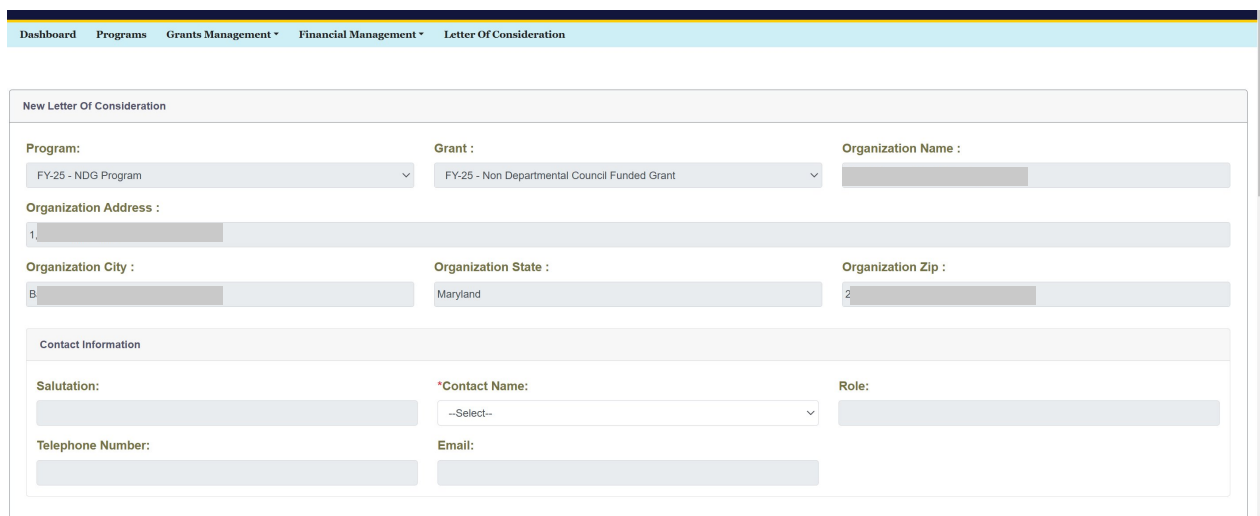 Dashboard Programs Grants Management Financial Management Letter Of Consideration
New Letter Of Consideration
Program: Grant : Organization Name :
FY-25 - NDG Program FY-25 - Non Departmental Council Funded Grant
Organization Address :
1,
Organization City : Organization State : Organization Zip :
B Maryland 2
Contact Information
Salutation: *Contact Name: Role:
--Select--
Telephone Number: Email: